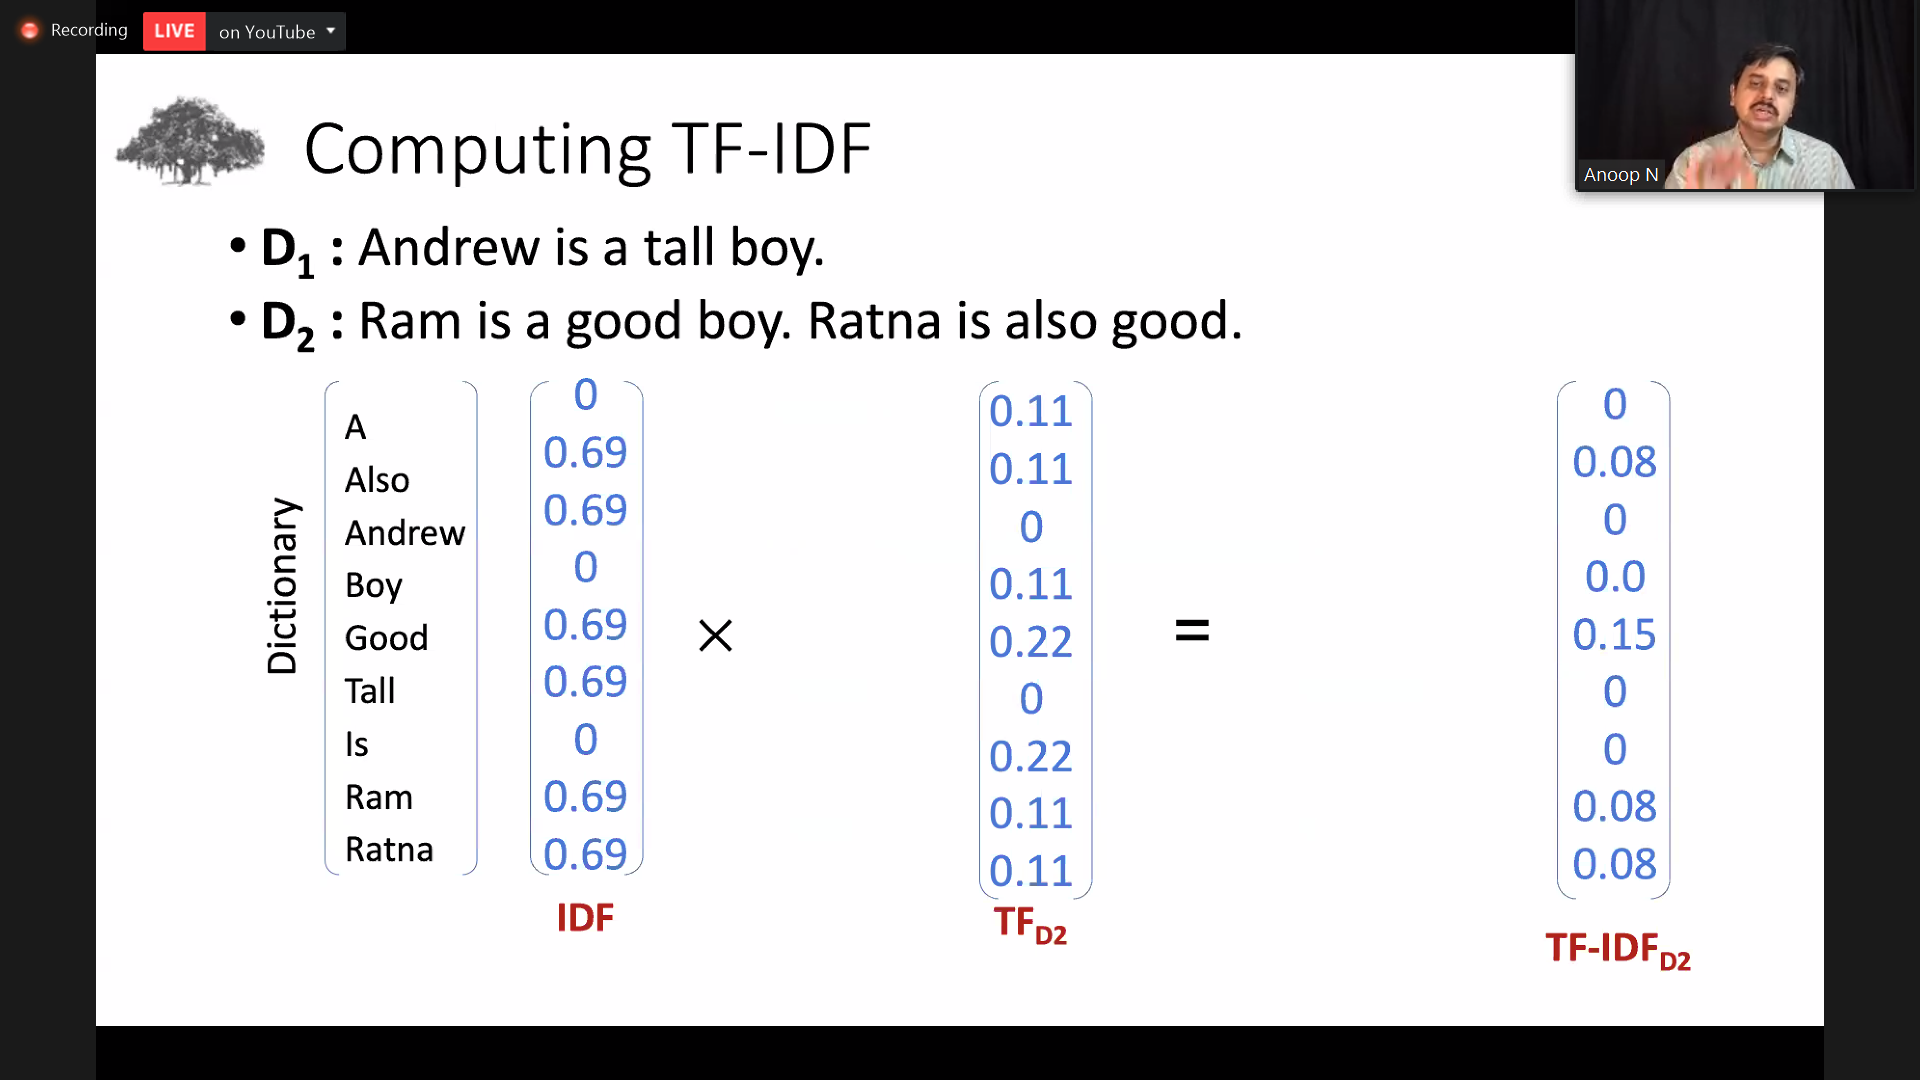 Recording
LIVE on YouTube
Anoop N
Computing TF-IDF
• D1 : Andrew is a tall boy.
• D2 : Ram is a good boy. Ratna is also good.
Dictionary
A
Also
Andrew
Boy
Good
Tall
Is
Ram
Ratna
0
0.69
0.69
0
0.69
0.69
0
0.69
0.69
IDF
×
0.11
0.11
0
0.11
0.22
0
0.22
0.11
0.11
TFD2
=
0
0.08
0
0.0
0.15
0
0
0.08
0.08
TF-IDFD2